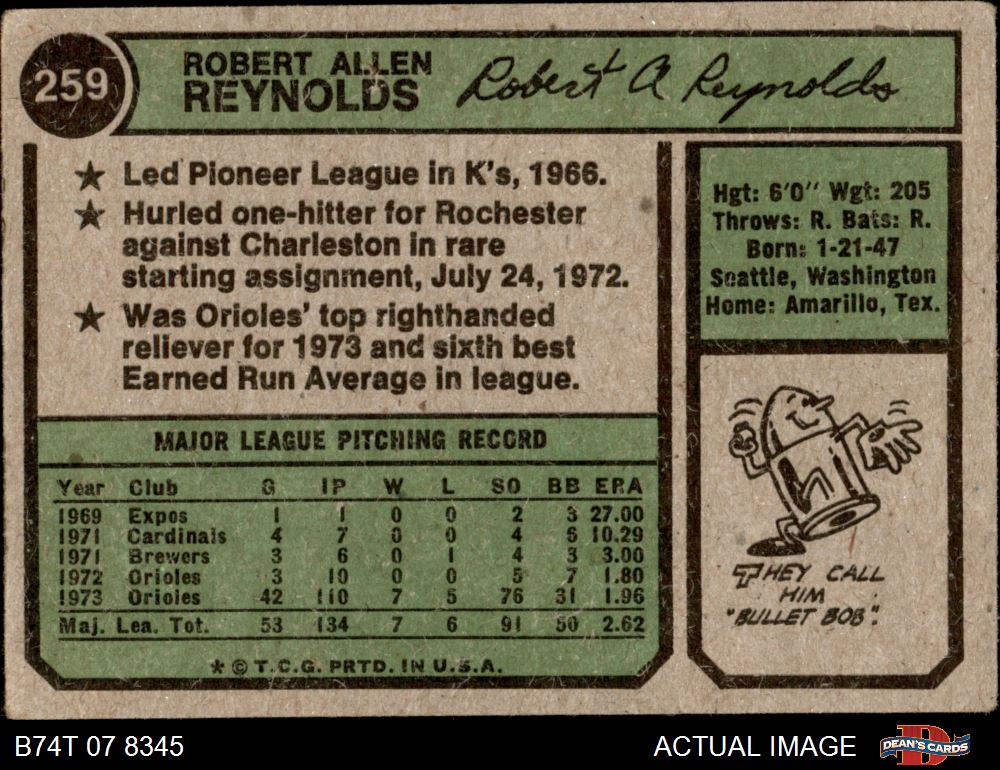 259
ROBERT ALLEN
REYNOLDS
Robert A Reynolds
★ Led Pioneer League in K's, 1966.
★ Hurled one-hitter for Rochester
against Charleston in rare
starting assignment, July 24, 1972.
★ Was Orioles' top righthanded
reliever for 1973 and sixth best
Earned Run Average in league.
Hgt: 6'0" Wgt: 205
Throws: R. Bats: R.
Born: 1-21-47
Seattle, Washington
Home: Amarillo, Tex.
MAJOR LEAGUE PITCHING RECORD
Year Club G IP W L SO BB ERA
1969 Expos 1 1 0 0 2 3 27.00
1971 Cardinals 4 7 0 0 4 6 10.29
1971 Brewers 3 6 0 1 4 3 3.00
1972 Orioles 3 10 0 0 5 7 1.80
1973 Orioles 42 110 7 5 76 31 1.96
Maj. Lea. Tot. 53 134 7 6 91 50 2.62
* © T.C.G. PRTD. IN U.S.A.
THEY CALL
HIM
"BULLET BOB".
B74T 07 8345
ACTUAL IMAGE
DEAN'S CARDS